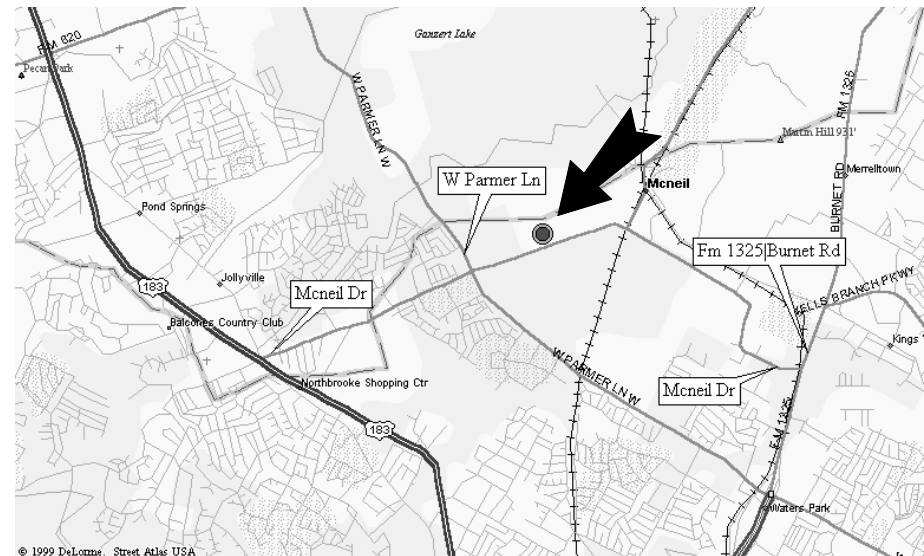 F M 620
Ganzert Lake
Pecan Park
W PARMER LN W
FM 1325
Martin Hill 931'
W Parmer Ln
Mcneil
Merrelltown
BURNET RD
Pond Springs
Fm 1325|Burnet Rd
183
Jollyville
Mcneil Dr
WELLS BRANCH PKWY
Balcones Country Club
Kings
W PARMER LN W
Northbrooke Shopping Ctr
Mcneil Dr
FM 1325
183
Waters Park
© 1999 DeLorme. Street Atlas USA